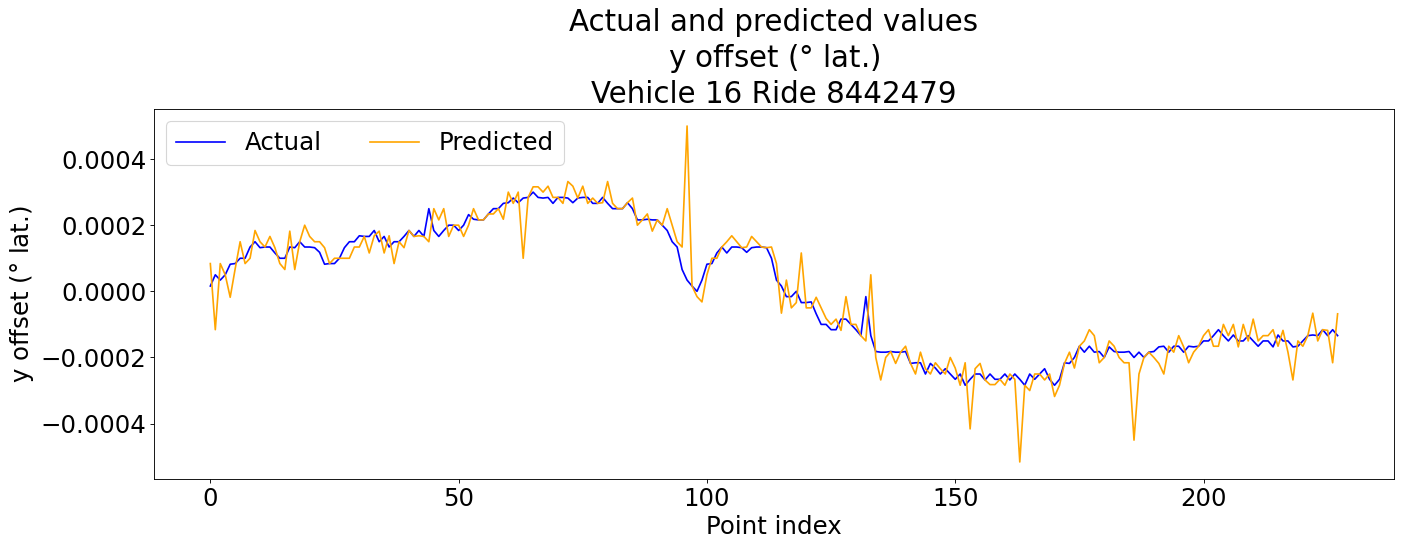 Actual and predicted values
y offset (° lat.)
Vehicle 16 Ride 8442479
Actual
Predicted
y offset (° lat.)
0.0004
0.0002
0.0000
−0.0002
−0.0004
0
50
100
150
200
Point index